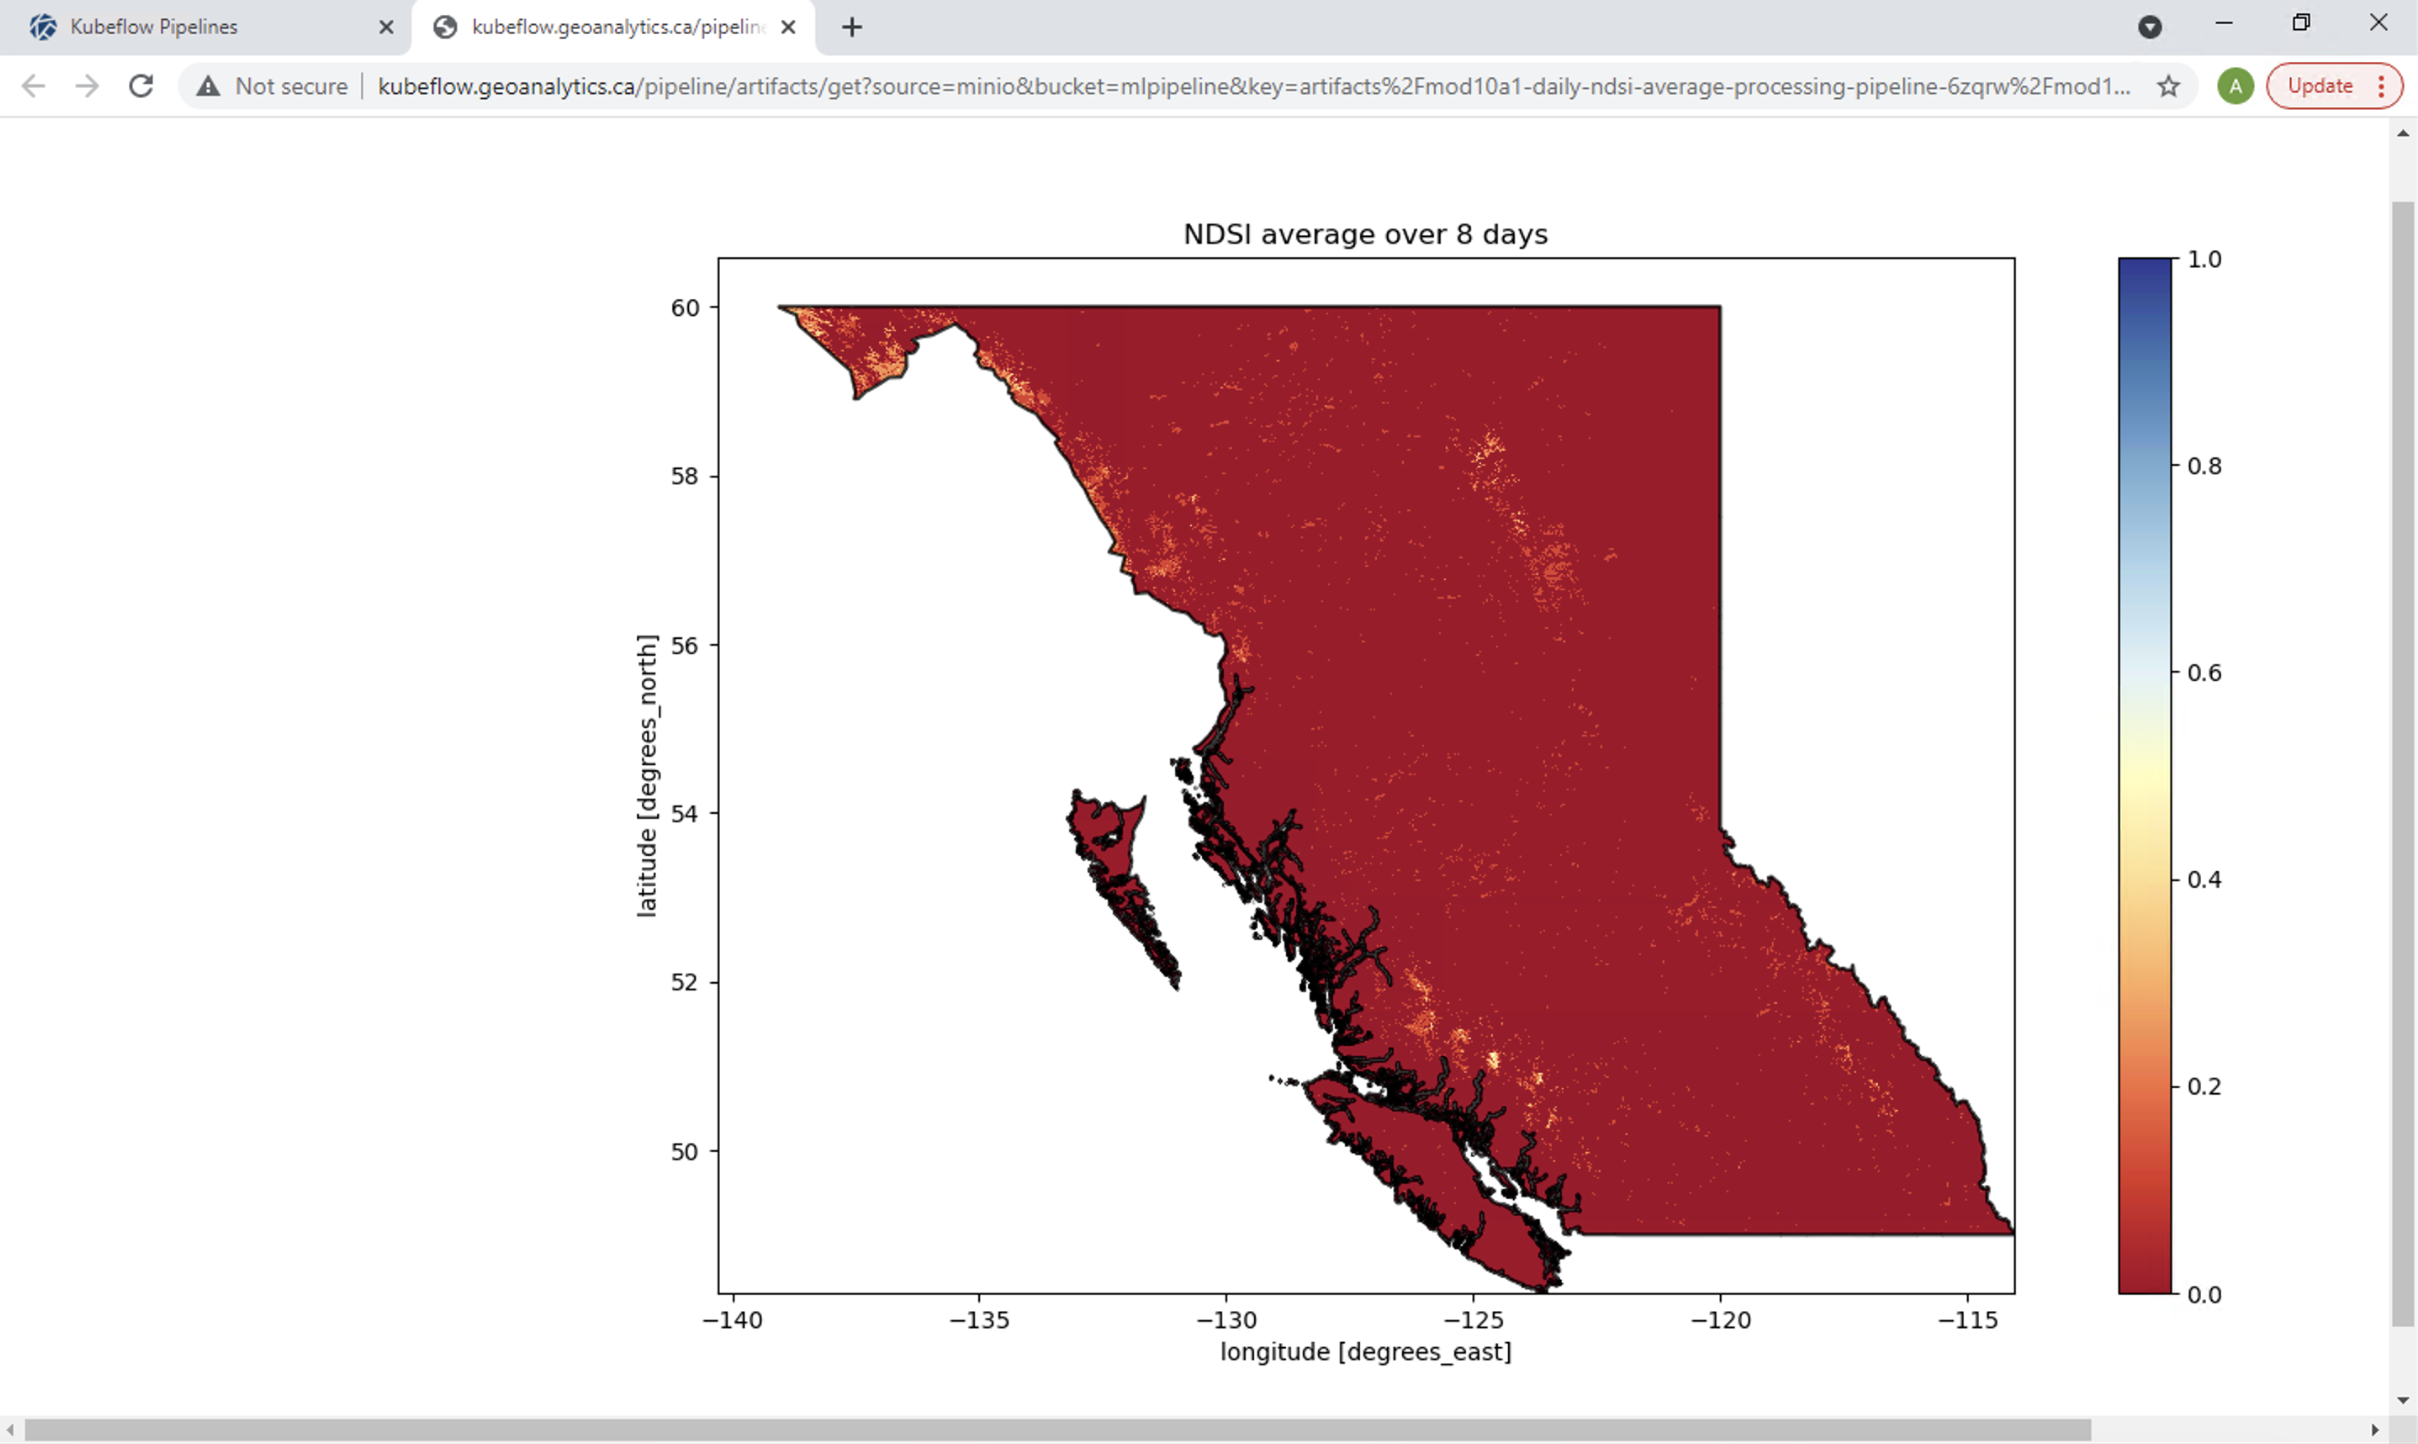 Kubeflow Pipelines
kubeflow.geoanalytics.ca/pipelin
Not secure
kubeflow.geoanalytics.ca/pipeline/artifacts/get?source=minio&bucket=mlpipeline&key=artifacts%2Fmod10a1-daily-ndsi-average-processing-pipeline-6zqrw%2Fmod1...
A
Update
NDSI average over 8 days
60
58
56
54
52
50
latitude [degrees_north]
−140
−135
−130
−125
−120
−115
longitude [degrees_east]
1.0
0.8
0.6
0.4
0.2
0.0